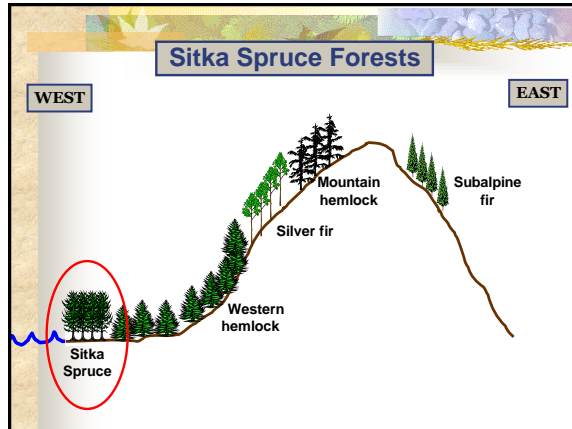 Sitka Spruce Forests
WEST
EAST
Mountain
hemlock
Subalpine
fir
Silver fir
Western
hemlock
Sitka
Spruce